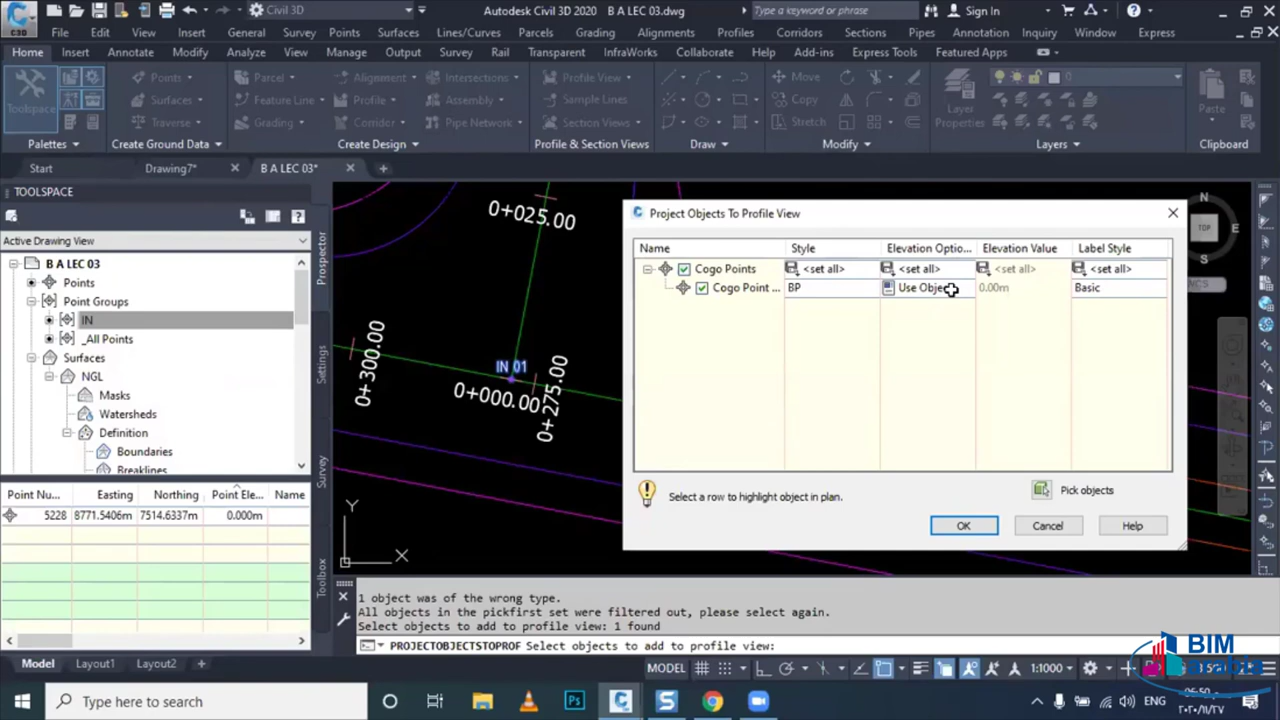 C3D
Civil 3D
Autodesk Civil 3D 2020 B A LEC 03.dwg
Type a keyword or phrase
Sign In
File Edit View Insert General Survey Points Surfaces Lines/Curves Parcels Grading Alignments Profiles Corridors Sections Pipes Dimension Annotation Inquiry Window Express
Home Insert Annotate Modify Analyze View Manage Output Survey Rail Transparent InfraWorks Collaborate Help Add-ins Express Tools Featured Apps
Toolspace
Points
Surfaces
Traverse
Parcel
Feature Line
Grading
Alignment
Profile
Corridor
Intersections
Assembly
Pipe Network
Profile View
Sample Lines
Section Views
Move
Copy
Stretch
Rotate
Layer Properties
0
Paste
Palettes Create Ground Data Create Design Profile & Section Views Draw Modify Layers Clipboard
Start Drawing7* B A LEC 03*
TOOLSPACE
Active Drawing View
B A LEC 03
Points
Point Groups
IN
_All Points
Surfaces
NGL
Masks
Watersheds
Definition
Boundaries
Breaklines
Prospector
Settings
Survey
Toolbox
Point Nu... Easting Northing Point Ele... Name
5228 8771.5406m 7514.6337m 0.000m
0+025.00
0+300.00
IN 01
0+000.00
0+275.00
Y
X
N
TOP
E
S
WCS
Project Objects To Profile View
Name Style Elevation Optio... Elevation Value Label Style
Cogo Points <set all> <set all> <set all> <set all>
Cogo Point ... BP Use Object 0.00m Basic
Select a row to highlight object in plan.
Pick objects
OK Cancel Help
1 object was of the wrong type.
All objects in the pickfirst set were filtered out, please select again.
Select objects to add to profile view: 1 found
PROJECTOBJECTSTOPROF Select objects to add to profile view:
Model Layout1 Layout2
MODEL
1:1000
BIM
arabia
Type here to search
Ps
ENG
٢٠٢٠/١١/٢٧